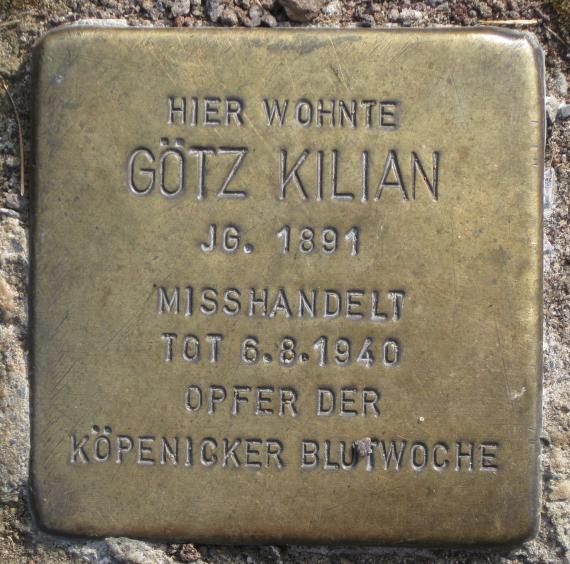 HIER WOHNTE
GÖTZ KILIAN
JG. 1891
MISSHANDELT
TOT 6.8.1940
OPFER DER
KÖPENICKER BLUTWOCHE